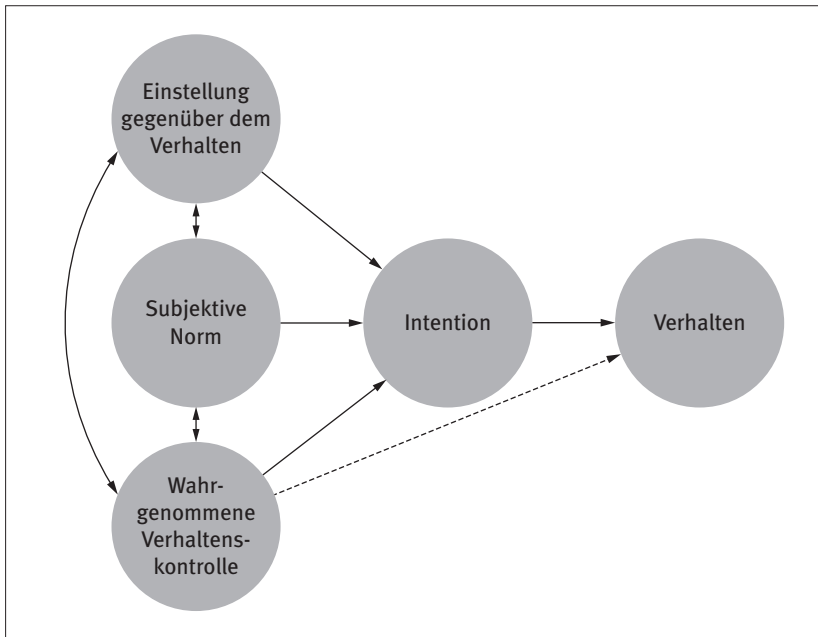 Einstellung
gegenüber dem
Verhalten
Subjektive
Norm
Intention
Verhalten
Wahr-
genommene
Verhaltens-
kontrolle